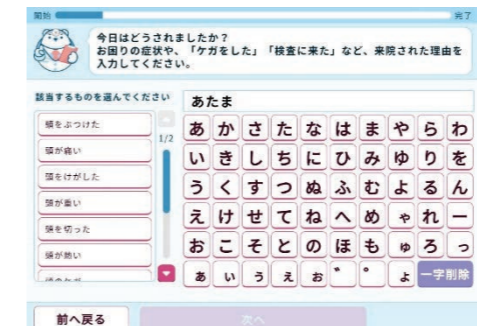 開始
完了
今日はどうされましたか？
お困りの症状や、「ケガをした」「検査に来た」など、来院された理由を
入力してください。
該当するものを選んでください
あたま
1/2
頭をぶつけた
頭が痛い
頭をけがした
頭が重い
頭を切った
あ か さ た な は ま や ら わ
い き し ち に ひ み ゆ り を
う く す つ ぬ ふ む よ る ん
え け せ て ね へ め ゃ れ ー
お こ そ と の ほ も ゅ ろ っ
ぁ ぃ ぅ ぇ ぉ ゛ ゜ ょ 一字削除
前へ戻る
次へ